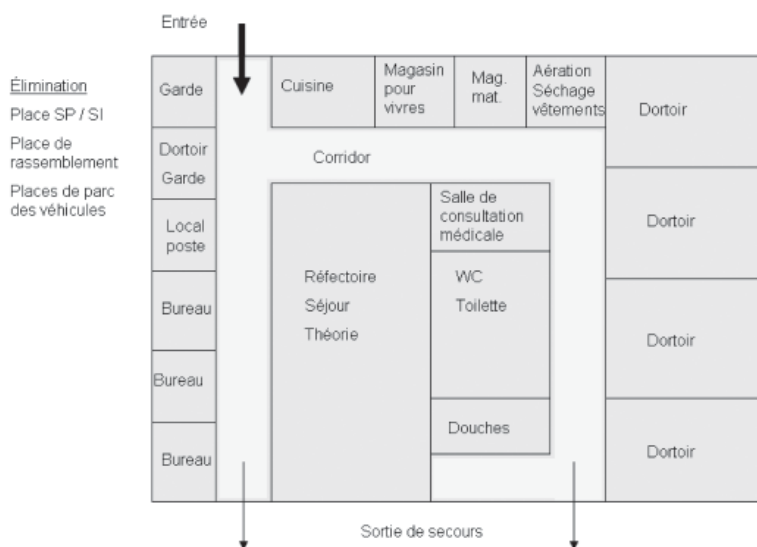 Entrée
Élimination
Place SP / SI
Place de
rassemblement
Places de parc
des véhicules
Garde
Cuisine
Magasin
pour
vivres
Mag.
mat.
Aération
Séchage
vêtements
Dortoir
Dortoir
Garde
Corridor
Local
poste
Salle de
consultation
médicale
Dortoir
Bureau
Réfectoire
Séjour
Théorie
WC
Toilette
Dortoir
Bureau
Douches
Bureau
Dortoir
Sortie de secours